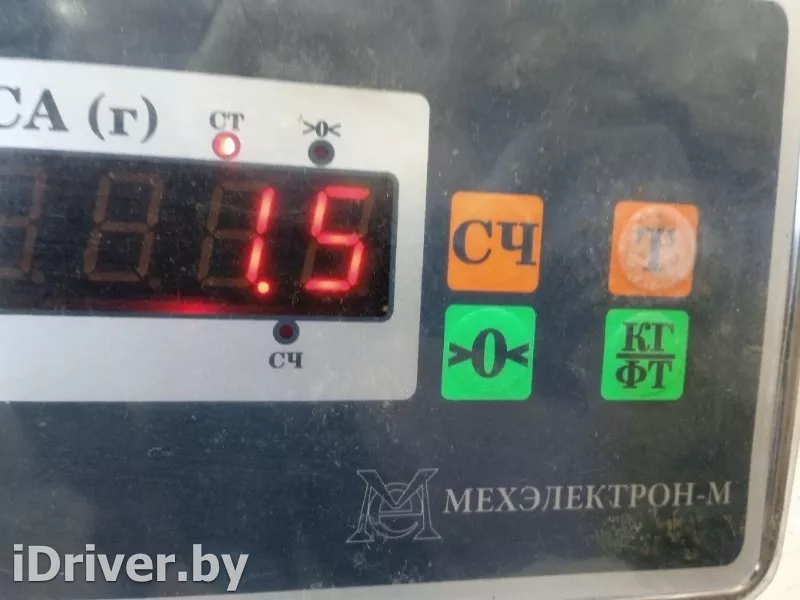 СА (г)
СТ >0<
1.5
СЧ Т
>0< КГ/ФТ
СЧ
МЕХЭЛЕКТРОН-М
iDriver.by